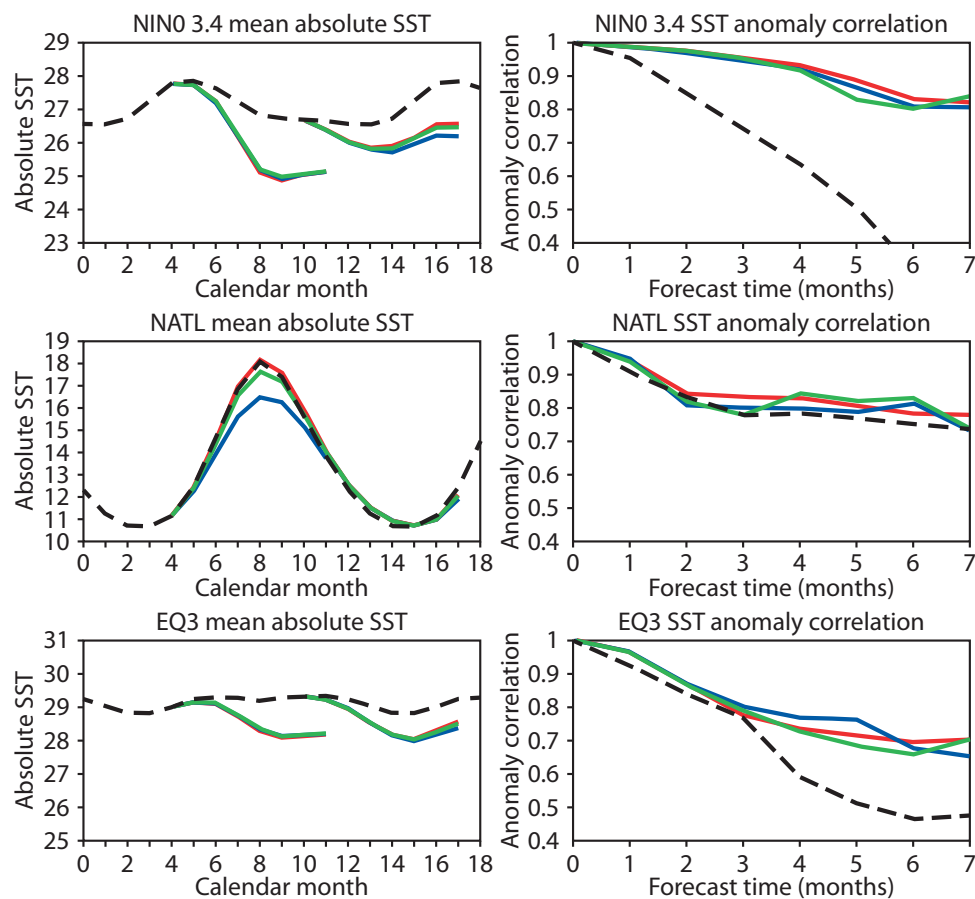 NIN0 3.4 mean absolute SST
Absolute SST
29
28
27
26
25
24
23
0 2 4 6 8 10 12 14 16 18
Calendar month
NIN0 3.4 SST anomaly correlation
Anomaly correlation
1
0.9
0.8
0.7
0.6
0.5
0.4
0 1 2 3 4 5 6 7
Forecast time (months)
NATL mean absolute SST
Absolute SST
19
18
17
16
15
14
13
12
11
10
0 2 4 6 8 10 12 14 16 18
Calendar month
NATL SST anomaly correlation
Anomaly correlation
1
0.9
0.8
0.7
0.6
0.5
0.4
0 1 2 3 4 5 6 7
Forecast time (months)
EQ3 mean absolute SST
Absolute SST
31
30
29
28
27
26
25
0 2 4 6 8 10 12 14 16 18
Calendar month
EQ3 SST anomaly correlation
Anomaly correlation
1
0.9
0.8
0.7
0.6
0.5
0.4
0 1 2 3 4 5 6 7
Forecast time (months)